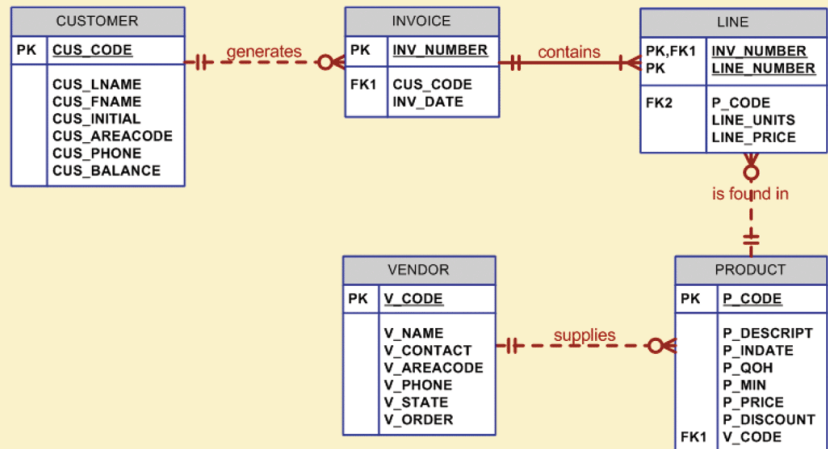 CUSTOMER
PK CUS_CODE
CUS_LNAME
CUS_FNAME
CUS_INITIAL
CUS_AREACODE
CUS_PHONE
CUS_BALANCE
generates
INVOICE
PK INV_NUMBER
FK1 CUS_CODE
INV_DATE
contains
LINE
PK,FK1 INV_NUMBER
PK LINE_NUMBER
FK2 P_CODE
LINE_UNITS
LINE_PRICE
is found in
VENDOR
PK V_CODE
V_NAME
V_CONTACT
V_AREACODE
V_PHONE
V_STATE
V_ORDER
supplies
PRODUCT
PK P_CODE
P_DESCRIPT
P_INDATE
P_QOH
P_MIN
P_PRICE
P_DISCOUNT
FK1 V_CODE